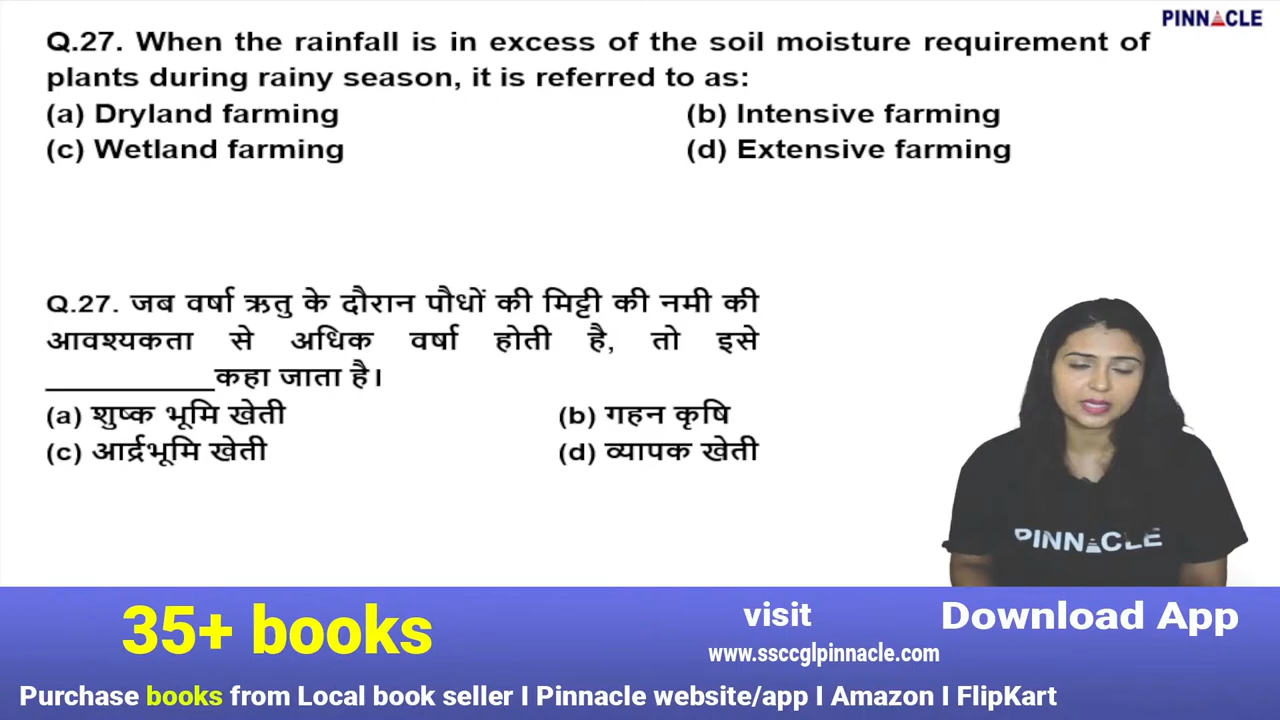 PINNACLE
Q.27. When the rainfall is in excess of the soil moisture requirement of
plants during rainy season, it is referred to as:
(a) Dryland farming (b) Intensive farming
(c) Wetland farming (d) Extensive farming
Q.27. जब वर्षा ऋतु के दौरान पौधों की मिट्टी की नमी की
आवश्यकता से अधिक वर्षा होती है, तो इसे
___________कहा जाता है।
(a) शुष्क भूमि खेती (b) गहन कृषि
(c) आर्द्रभूमि खेती (d) व्यापक खेती
PINNACLE
35+ books visit Download App
www.ssccglpinnacle.com
Purchase books from Local book seller I Pinnacle website/app I Amazon I FlipKart